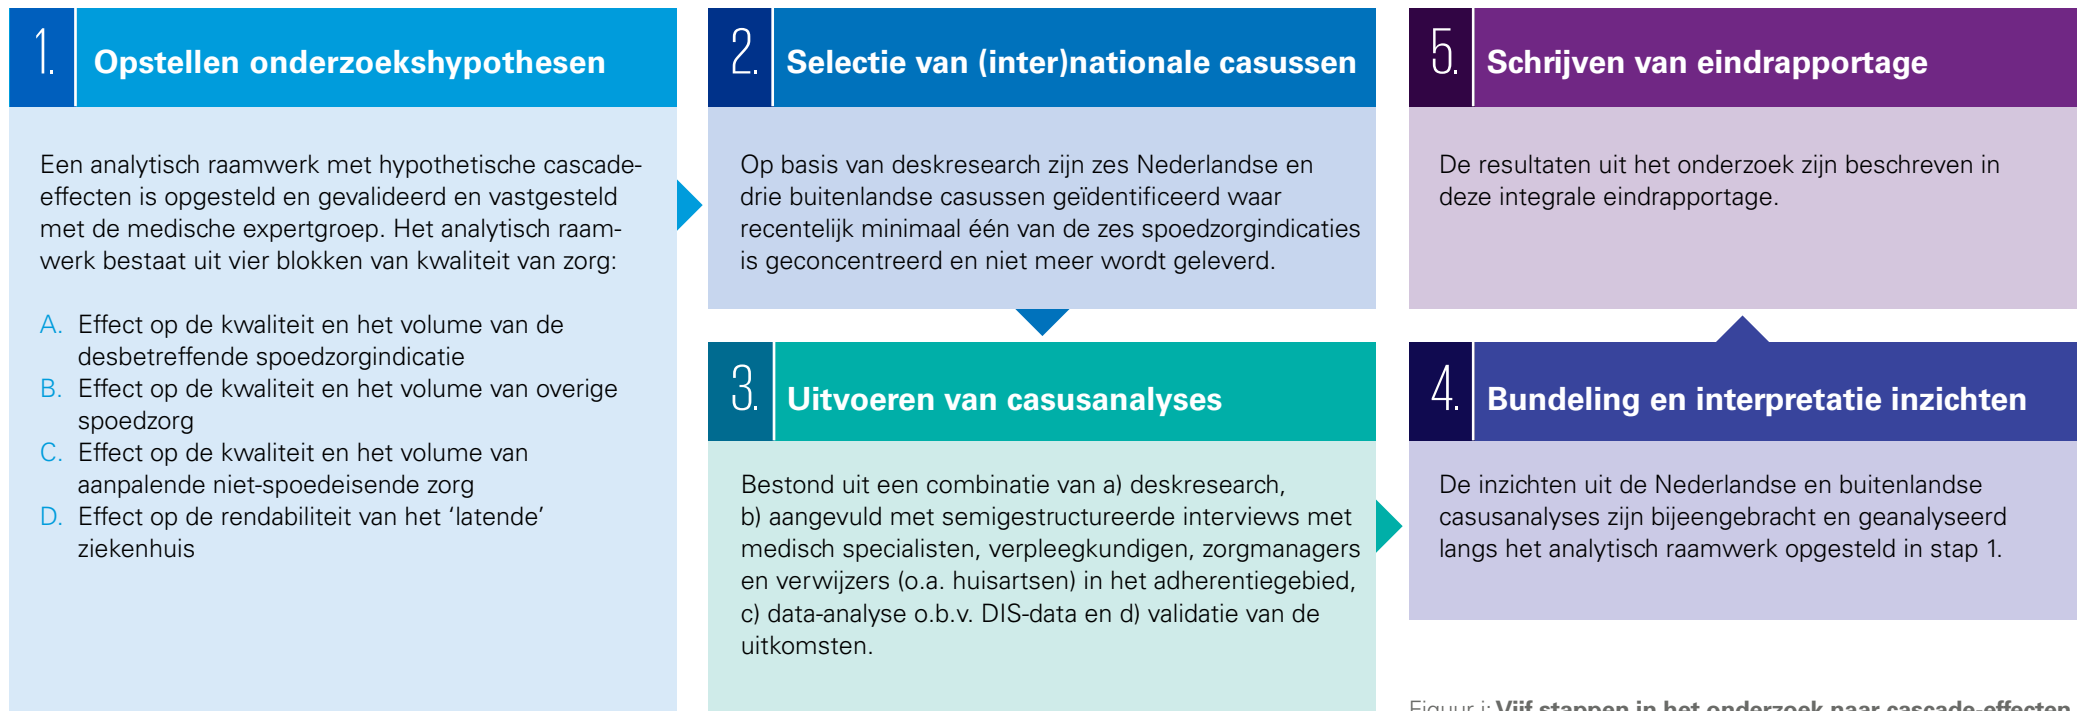 1. Opstellen onderzoekshypothesen
Een analytisch raamwerk met hypothetische cascade-
effecten is opgesteld en gevalideerd en vastgesteld
met de medische expertgroep. Het analytisch raam-
werk bestaat uit vier blokken van kwaliteit van zorg:
A. Effect op de kwaliteit en het volume van de
desbetreffende spoedzorgindicatie
B. Effect op de kwaliteit en het volume van overige
spoedzorg
C. Effect op de kwaliteit en het volume van
aanpalende niet-spoedeisende zorg
D. Effect op de rendabiliteit van het ‘latende’
ziekenhuis
2. Selectie van (inter)nationale casussen
Op basis van deskresearch zijn zes Nederlandse en
drie buitenlandse casussen geïdentificeerd waar
recentelijk minimaal één van de zes spoedzorgindicaties
is geconcentreerd en niet meer wordt geleverd.
3. Uitvoeren van casusanalyses
Bestond uit een combinatie van a) deskresearch,
b) aangevuld met semigestructureerde interviews met
medisch specialisten, verpleegkundigen, zorgmanagers
en verwijzers (o.a. huisartsen) in het adherentiegebied,
c) data-analyse o.b.v. DIS-data en d) validatie van de
uitkomsten.
4. Bundeling en interpretatie inzichten
De inzichten uit de Nederlandse en buitenlandse
casusanalyses zijn bijeengebracht en geanalyseerd
langs het analytisch raamwerk opgesteld in stap 1.
5. Schrijven van eindrapportage
De resultaten uit het onderzoek zijn beschreven in
deze integrale eindrapportage.
Figuur i: Vijf stappen in het onderzoek naar cascade-effecten